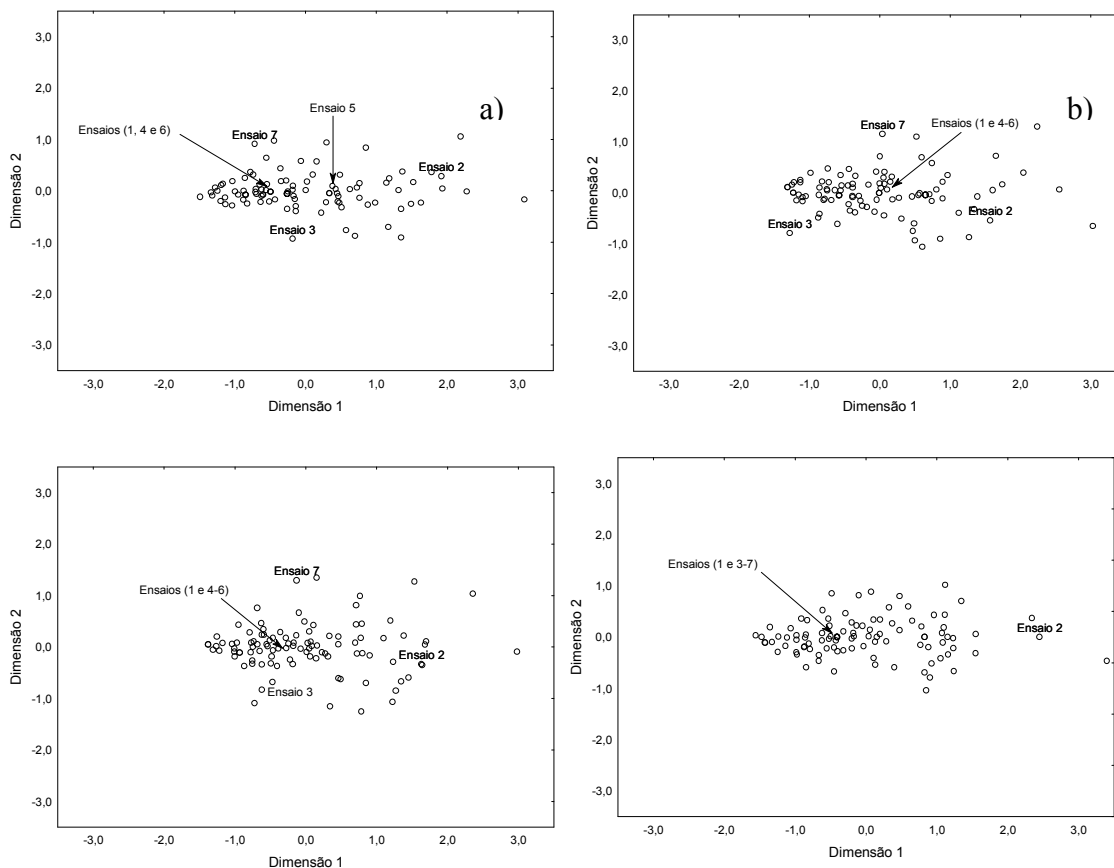 a)
Dimensão 2
3,0
2,0
1,0
0,0
-1,0
-2,0
-3,0
Ensaio 5
Ensaios (1, 4 e 6)
Ensaio 7
Ensaio 2
Ensaio 3
-3,0 -2,0 -1,0 0,0 1,0 2,0 3,0
Dimensão 1
b)
Dimensão 2
3,0
2,0
1,0
0,0
-1,0
-2,0
-3,0
Ensaio 7
Ensaios (1 e 4-6)
Ensaio 2
Ensaio 3
-3,0 -2,0 -1,0 0,0 1,0 2,0 3,0
Dimensão 1
Dimensão 2
3,0
2,0
1,0
0,0
-1,0
-2,0
-3,0
Ensaio 7
Ensaios (1 e 4-6)
Ensaio 2
Ensaio 3
-3,0 -2,0 -1,0 0,0 1,0 2,0 3,0
Dimensão 1
Dimensão 2
3,0
2,0
1,0
0,0
-1,0
-2,0
-3,0
Ensaios (1 e 3-7)
Ensaio 2
-3,0 -2,0 -1,0 0,0 1,0 2,0 3,0
Dimensão 1